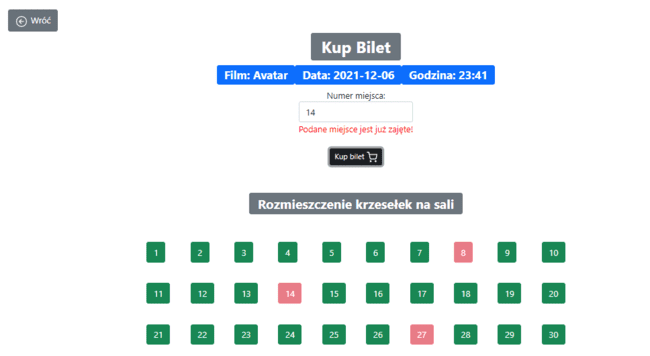 Wróć
Kup Bilet
Film: Avatar Data: 2021-12-06 Godzina: 23:41
Numer miejsca:
14
Podane miejsce jest już zajęte!
Kup bilet
Rozmieszczenie krzesełek na sali
1 2 3 4 5 6 7 8 9 10
11 12 13 14 15 16 17 18 19 20
21 22 23 24 25 26 27 28 29 30